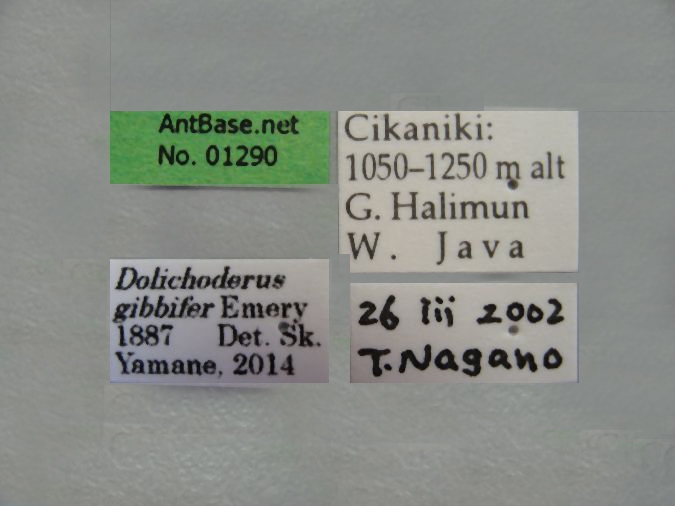 AntBase.net
No. 01290
Cikaniki:
1050–1250 m alt
G. Halimun
W. Java
Dolichoderus
gibbifer Emery
1887 Det. Sk.
Yamane, 2014
26 iii 2002
T. Nagano